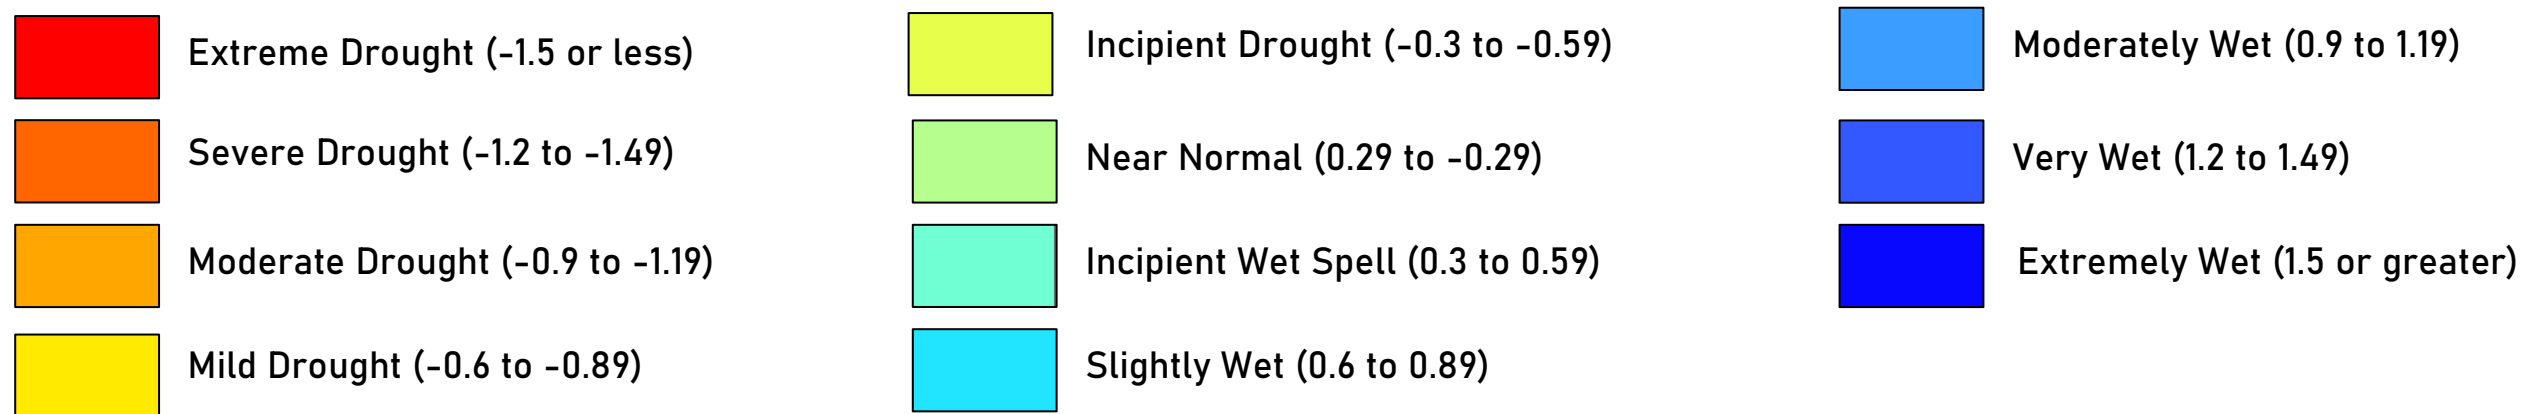 Extreme Drought (-1.5 or less)
Severe Drought (-1.2 to -1.49)
Moderate Drought (-0.9 to -1.19)
Mild Drought (-0.6 to -0.89)
Incipient Drought (-0.3 to -0.59)
Near Normal (0.29 to -0.29)
Incipient Wet Spell (0.3 to 0.59)
Slightly Wet (0.6 to 0.89)
Moderately Wet (0.9 to 1.19)
Very Wet (1.2 to 1.49)
Extremely Wet (1.5 or greater)